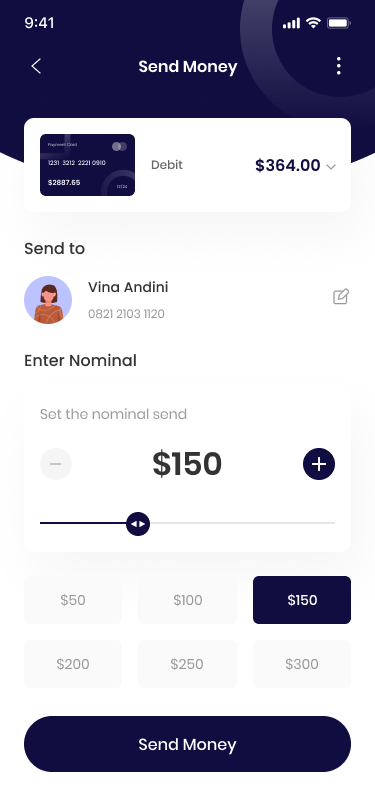 9:41
Send Money
Payment Card
1231 3212 2221 0910
$2887.65
12/24
Debit
$364.00
Send to
Vina Andini
0821 2103 1120
Enter Nominal
Set the nominal send
$150
$50 $100 $150
$200 $250 $300
Send Money